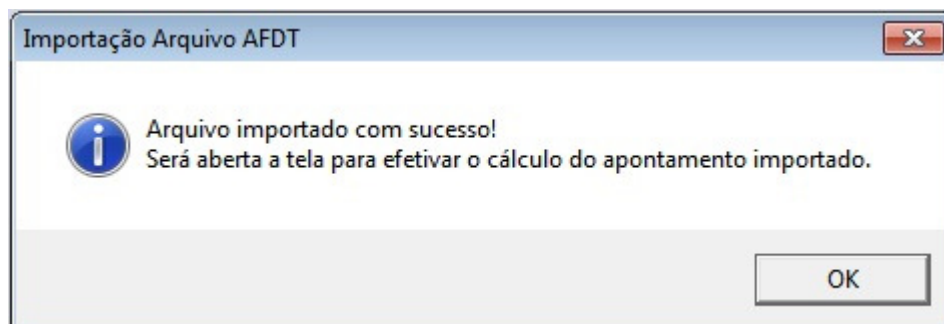 Importação Arquivo AFDT
Arquivo importado com sucesso!
Será aberta a tela para efetivar o cálculo do apontamento importado.
OK